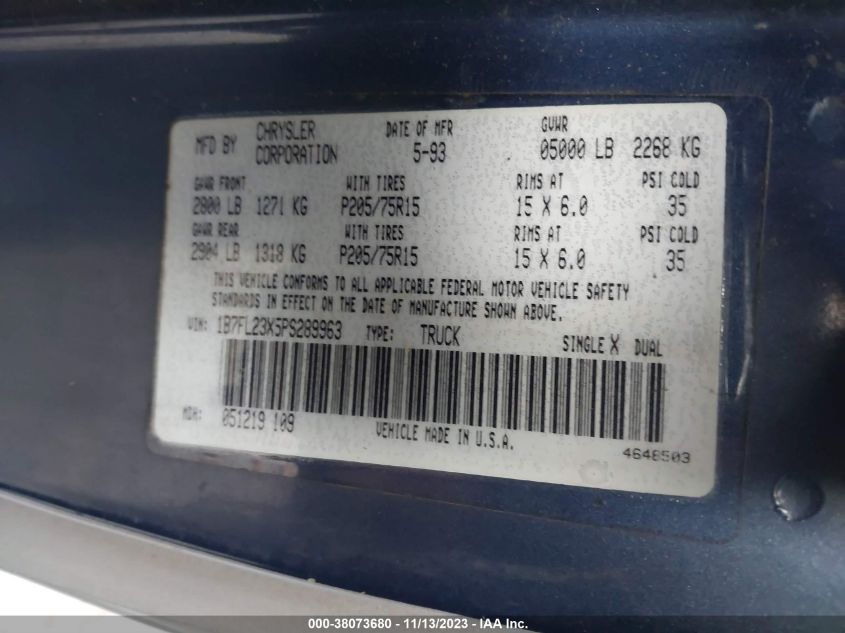 MFD BY CHRYSLER CORPORATION DATE OF MFR 5-93 GVWR 05000 LB 2268 KG
GAWR FRONT WITH TIRES RIMS AT PSI COLD
2800 LB 1271 KG P205/75R15 15 X 6.0 35
GAWR REAR WITH TIRES RIMS AT PSI COLD
2904 LB 1318 KG P205/75R15 15 X 6.0 35
THIS VEHICLE CONFORMS TO ALL APPLICABLE FEDERAL MOTOR VEHICLE SAFETY
STANDARDS IN EFFECT ON THE DATE OF MANUFACTURE SHOWN ABOVE.
VIN: 1B7FL23X5PS289963 TYPE: TRUCK SINGLE X DUAL
MDH: 051219 109 VEHICLE MADE IN U.S.A.
4648503
000-38073680 - 11/13/2023 - IAA Inc.